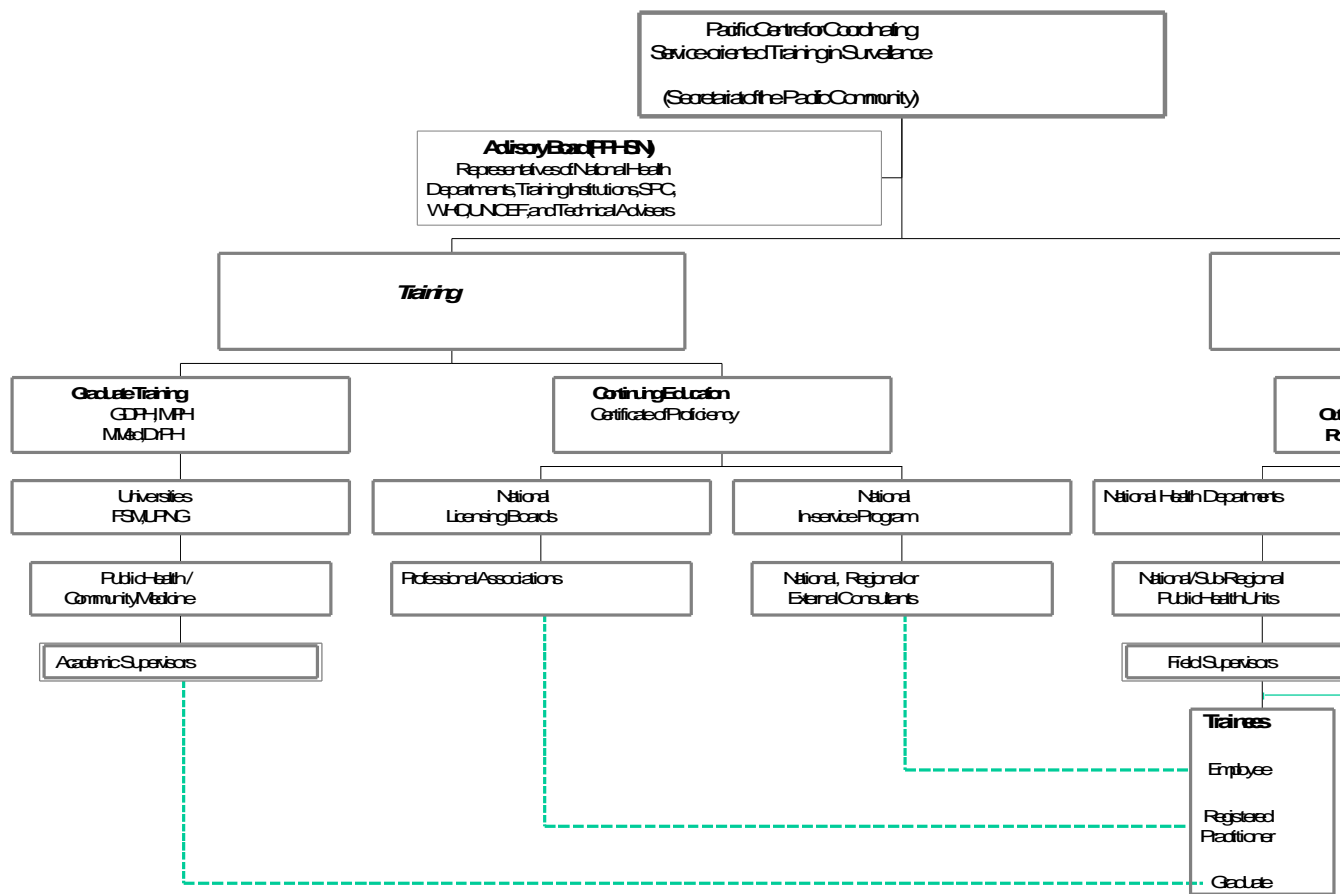 Pacific Centre for Coordinating
Service-oriented Training in Surveillance
(Secretariat of the Pacific Community)
Advisory Board (PPHSN)
Representatives of National Health
Departments, Training Institutions, SPC,
WHO, UNICEF, and Technical Advisers
Training
Graduate Training
GDPH, MPH
MMed, DrPH
Continuing Education
Certificate of Proficiency
Universities
FSM, UPNG
National
Licensing Boards
National
In-service Program
National Health Departments
Public Health /
Community Medicine
Professional Associations
National, Regional or
External Consultants
National/Sub-Regional
Public Health Units
Academic Supervisors
Field Supervisors
Trainees
Employee
Registered
Practitioner
Graduate